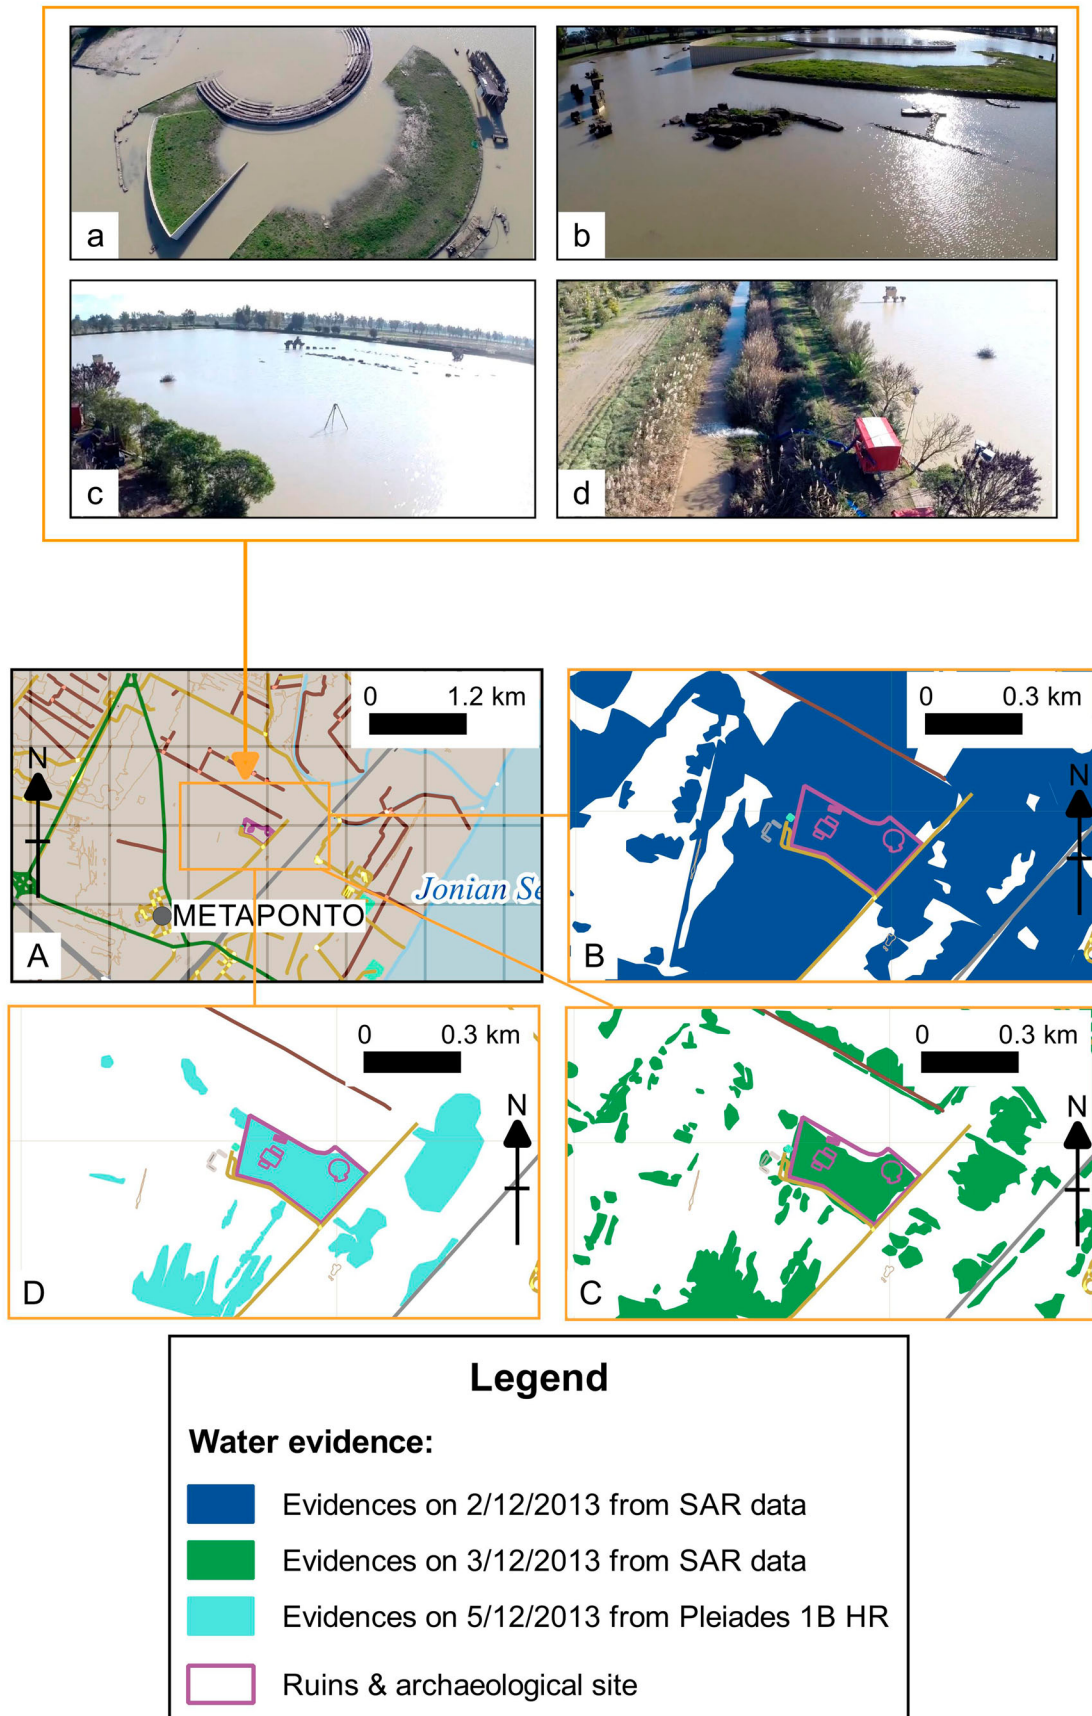 a
b
c
d
0 1.2 km
N
Jonian Se
METAPONTO
A
0 0.3 km
N
B
0 0.3 km
N
D
0 0.3 km
N
C
Legend
Water evidence:
Evidences on 2/12/2013 from SAR data
Evidences on 3/12/2013 from SAR data
Evidences on 5/12/2013 from Pleiades 1B HR
Ruins & archaeological site